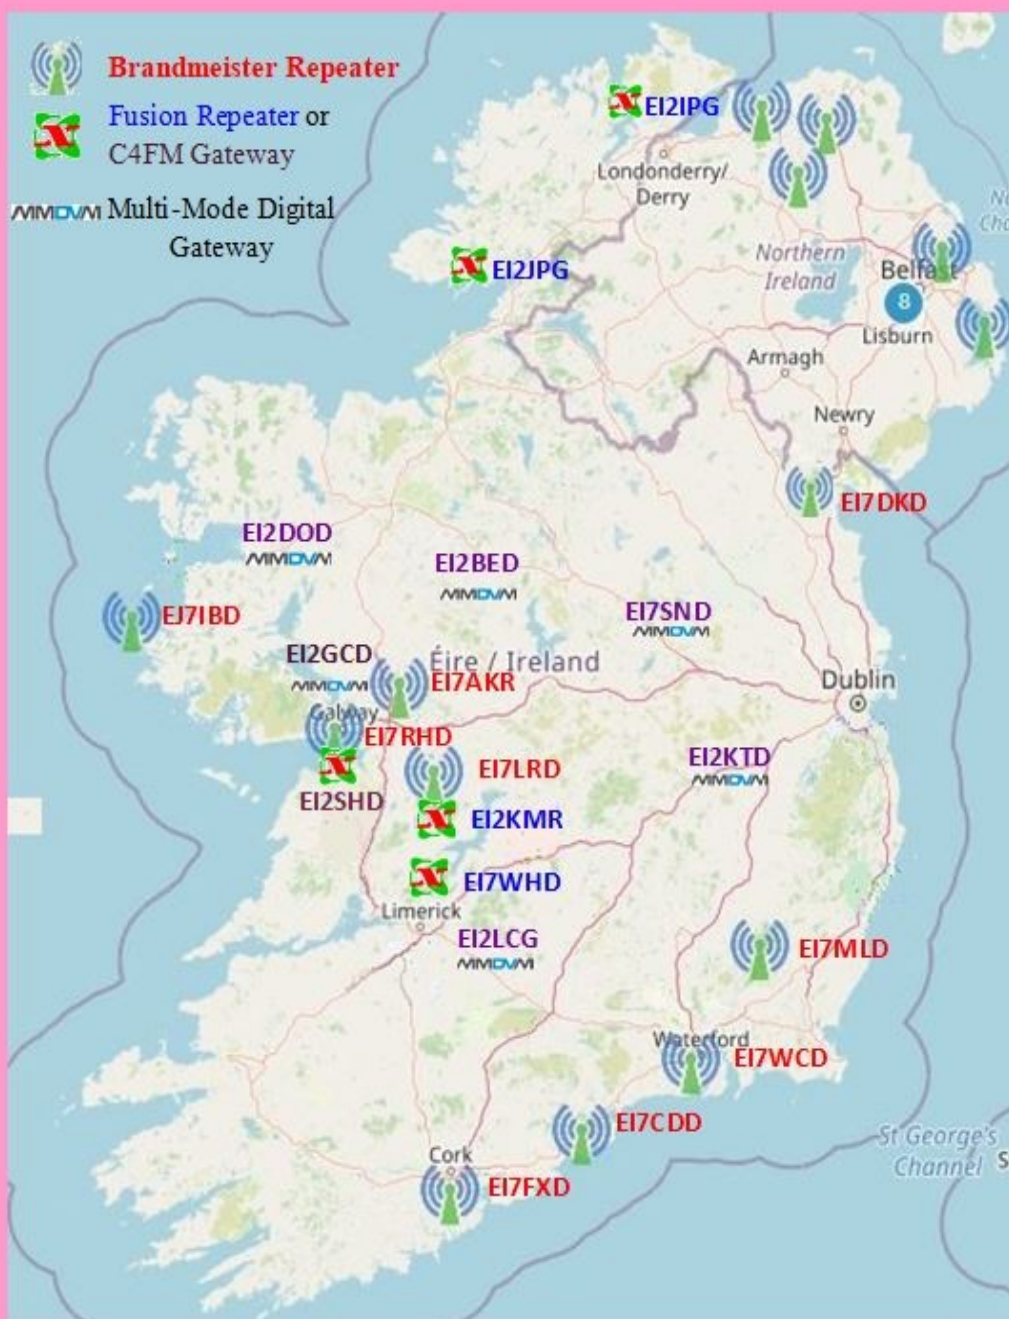 Brandmeister Repeater
Fusion Repeater or
C4FM Gateway
MMDVM Multi-Mode Digital
Gateway
EI2IPG
Londonderry/
Derry
EI2JPG
Northern
Ireland
Belfast
8
Lisburn
Armagh
Newry
EI7DKD
EI2DOD
MMDVM
EI2BED
MMDVM
EI7SND
MMDVM
EJ7IBD
EI2GCD
MMDVM
Éire / Ireland
EI7AKR
Dublin
Galway
EI7RHD
EI2SHD
EI7LRD
EI2KTD
MMDVM
EI2KMR
EI7WHD
Limerick
EI2LCG
MMDVM
EI7MLD
Waterford
EI7WCD
EI7CDD
St George's
Channel
Cork
EI7FXD